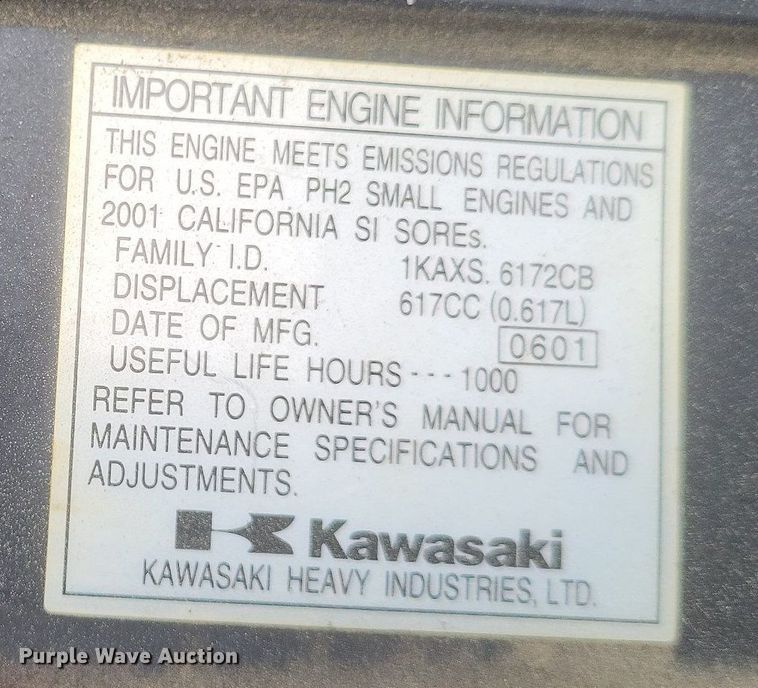 IMPORTANT ENGINE INFORMATION
THIS ENGINE MEETS EMISSIONS REGULATIONS
FOR U.S. EPA PH2 SMALL ENGINES AND
2001 CALIFORNIA SI SOREs.
FAMILY I.D. 1KAXS. 6172CB
DISPLACEMENT 617CC (0.617L)
DATE OF MFG. 0601
USEFUL LIFE HOURS - - - 1000
REFER TO OWNER'S MANUAL FOR
MAINTENANCE SPECIFICATIONS AND
ADJUSTMENTS.
Kawasaki
KAWASAKI HEAVY INDUSTRIES, LTD.
Purple Wave Auction